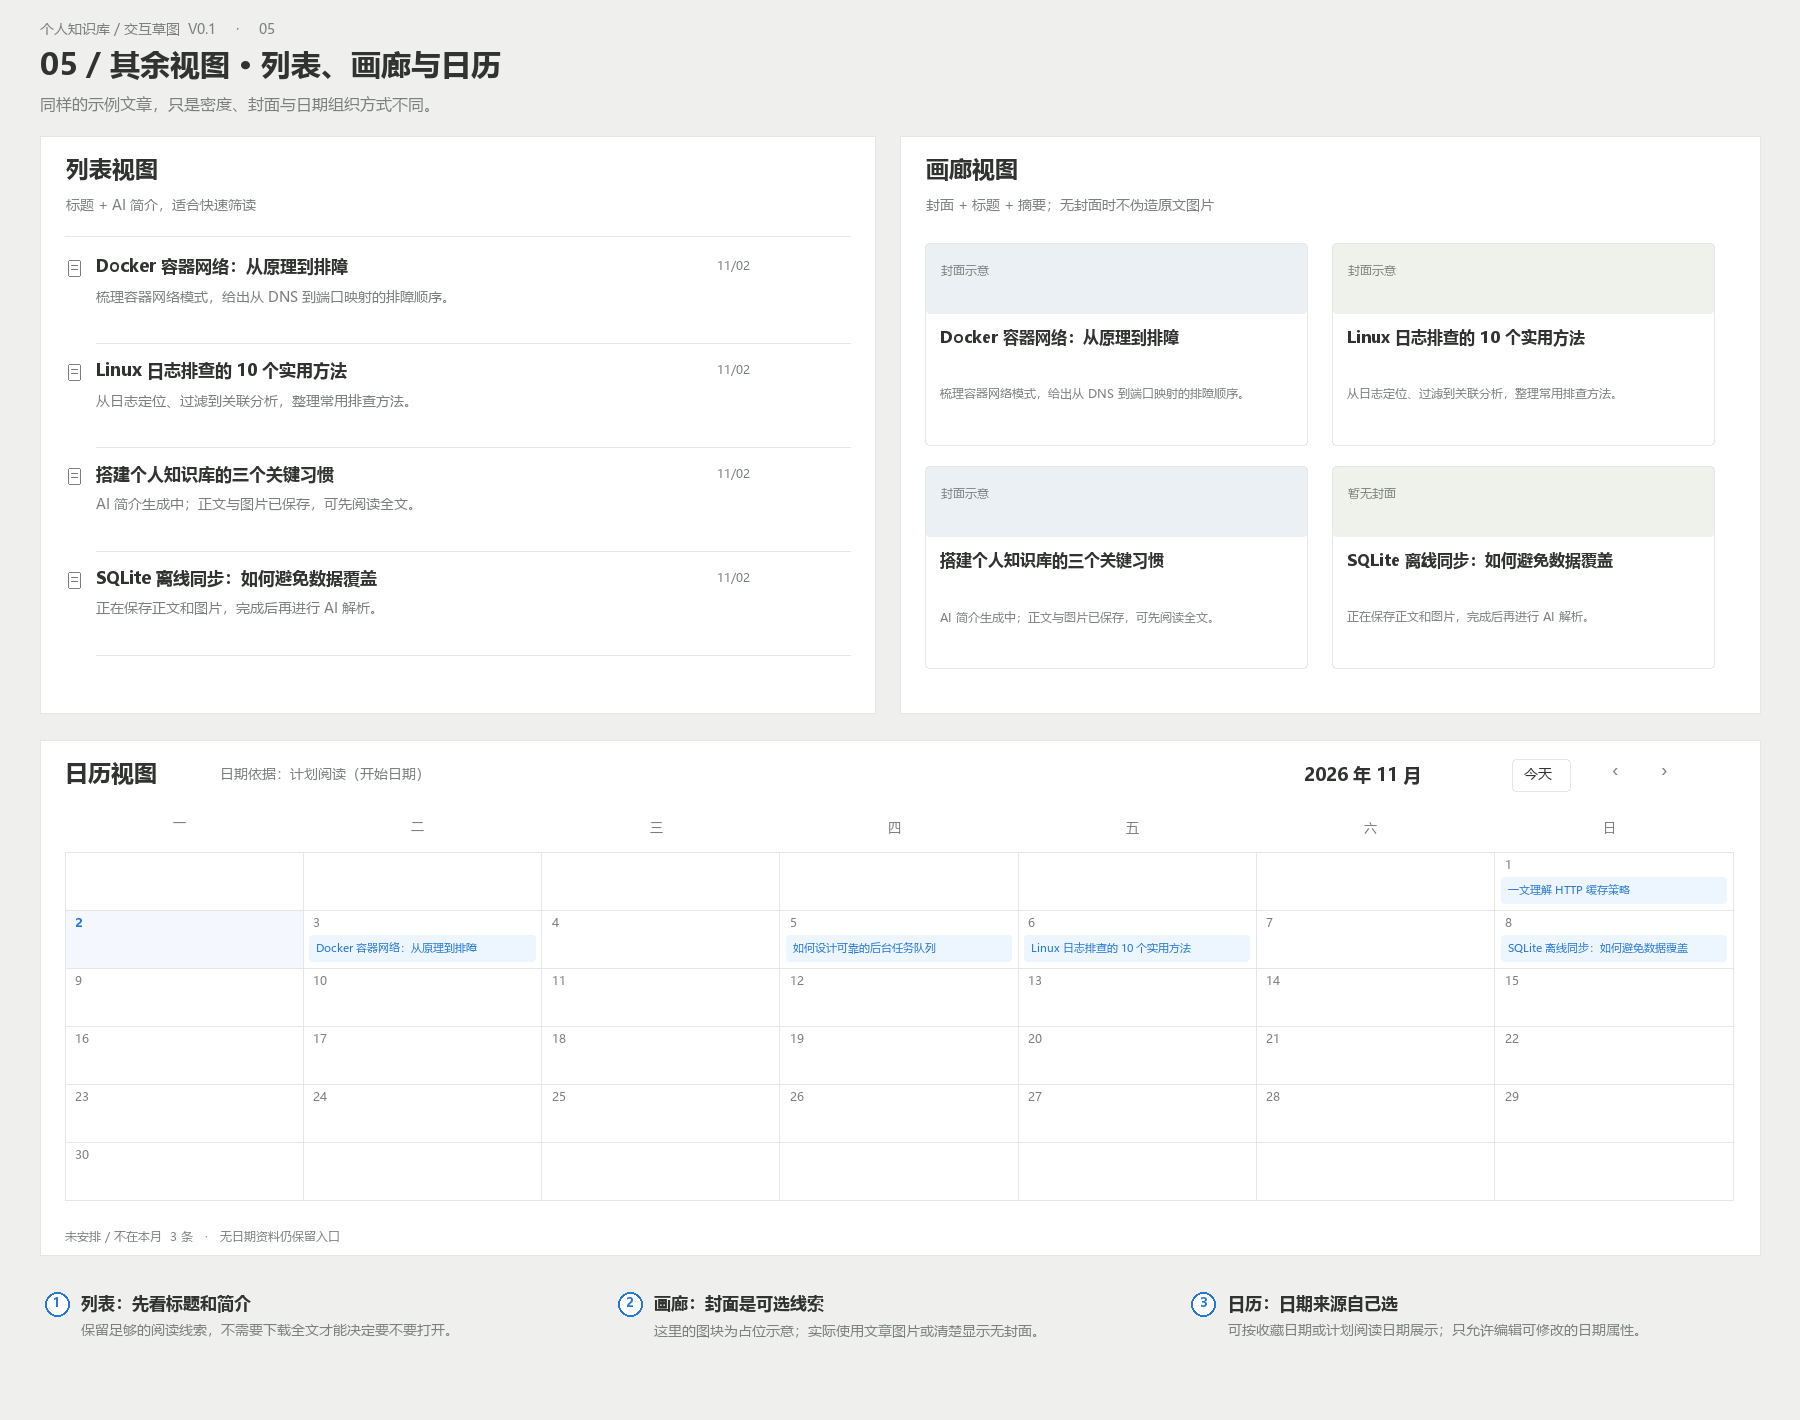 个人知识库 / 交互草图 V0.1 · 05
05 / 其余视图 • 列表、画廊与日历
同样的示例文章，只是密度、封面与日期组织方式不同。
列表视图
标题 + AI 简介，适合快速筛读
Docker 容器网络：从原理到排障 11/02
梳理容器网络模式，给出从 DNS 到端口映射的排障顺序。
Linux 日志排查的 10 个实用方法 11/02
从日志定位、过滤到关联分析，整理常用排查方法。
搭建个人知识库的三个关键习惯 11/02
AI 简介生成中；正文与图片已保存，可先阅读全文。
SQLite 离线同步：如何避免数据覆盖 11/02
正在保存正文和图片，完成后再进行 AI 解析。
画廊视图
封面 + 标题 + 摘要；无封面时不伪造原文图片
封面示意
Docker 容器网络：从原理到排障
梳理容器网络模式，给出从 DNS 到端口映射的排障顺序。
封面示意
Linux 日志排查的 10 个实用方法
从日志定位、过滤到关联分析，整理常用排查方法。
封面示意
搭建个人知识库的三个关键习惯
AI 简介生成中；正文与图片已保存，可先阅读全文。
暂无封面
SQLite 离线同步：如何避免数据覆盖
正在保存正文和图片，完成后再进行 AI 解析。
日历视图 日期依据：计划阅读（开始日期） 2026 年 11 月 今天 ‹ ›
一 二 三 四 五 六 日
1
一文理解 HTTP 缓存策略
2 3 4 5 6 7 8
Docker 容器网络：从原理到排障 如何设计可靠的后台任务队列 Linux 日志排查的 10 个实用方法 SQLite 离线同步：如何避免数据覆盖
9 10 11 12 13 14 15
16 17 18 19 20 21 22
23 24 25 26 27 28 29
30
未安排 / 不在本月 3 条 · 无日期资料仍保留入口
1 列表：先看标题和简介
保留足够的阅读线索，不需要下载全文才能决定要不要打开。
2 画廊：封面是可选线索
这里的图块为占位示意；实际使用文章图片或清楚显示无封面。
3 日历：日期来源自己选
可按收藏日期或计划阅读日期展示；只允许编辑可修改的日期属性。